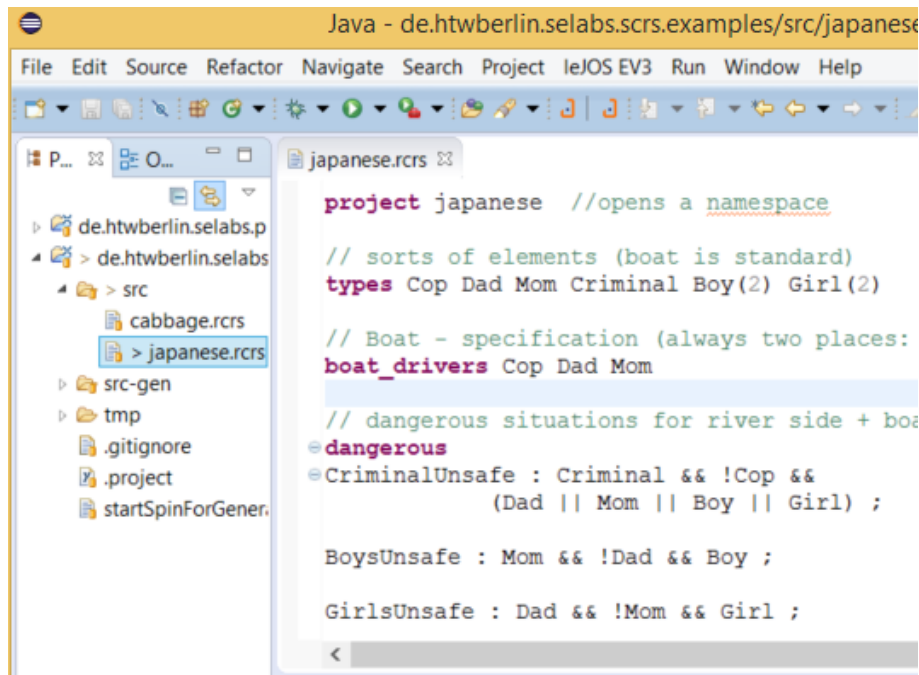 Java - de.htwberlin.selabs.scrs.examples/src/japanese
File Edit Source Refactor Navigate Search Project leJOS EV3 Run Window Help
P... O...
japanese.rcrs
de.htwberlin.selabs.p
> de.htwberlin.selabs
> src
cabbage.rcrs
> japanese.rcrs
src-gen
tmp
.gitignore
.project
startSpinForGenera
project japanese //opens a namespace
// sorts of elements (boat is standard)
types Cop Dad Mom Criminal Boy(2) Girl(2)
// Boat - specification (always two places:
boat_drivers Cop Dad Mom
// dangerous situations for river side + boa
dangerous
CriminalUnsafe : Criminal && !Cop &&
(Dad || Mom || Boy || Girl) ;
BoysUnsafe : Mom && !Dad && Boy ;
GirlsUnsafe : Dad && !Mom && Girl ;